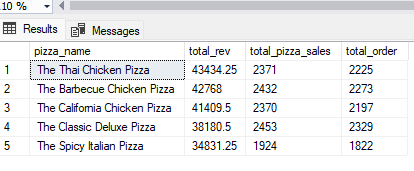 10 %
Results Messages
pizza_name total_rev total_pizza_sales total_order
1 The Thai Chicken Pizza 43434.25 2371 2225
2 The Barbecue Chicken Pizza 42768 2432 2273
3 The California Chicken Pizza 41409.5 2370 2197
4 The Classic Deluxe Pizza 38180.5 2453 2329
5 The Spicy Italian Pizza 34831.25 1924 1822